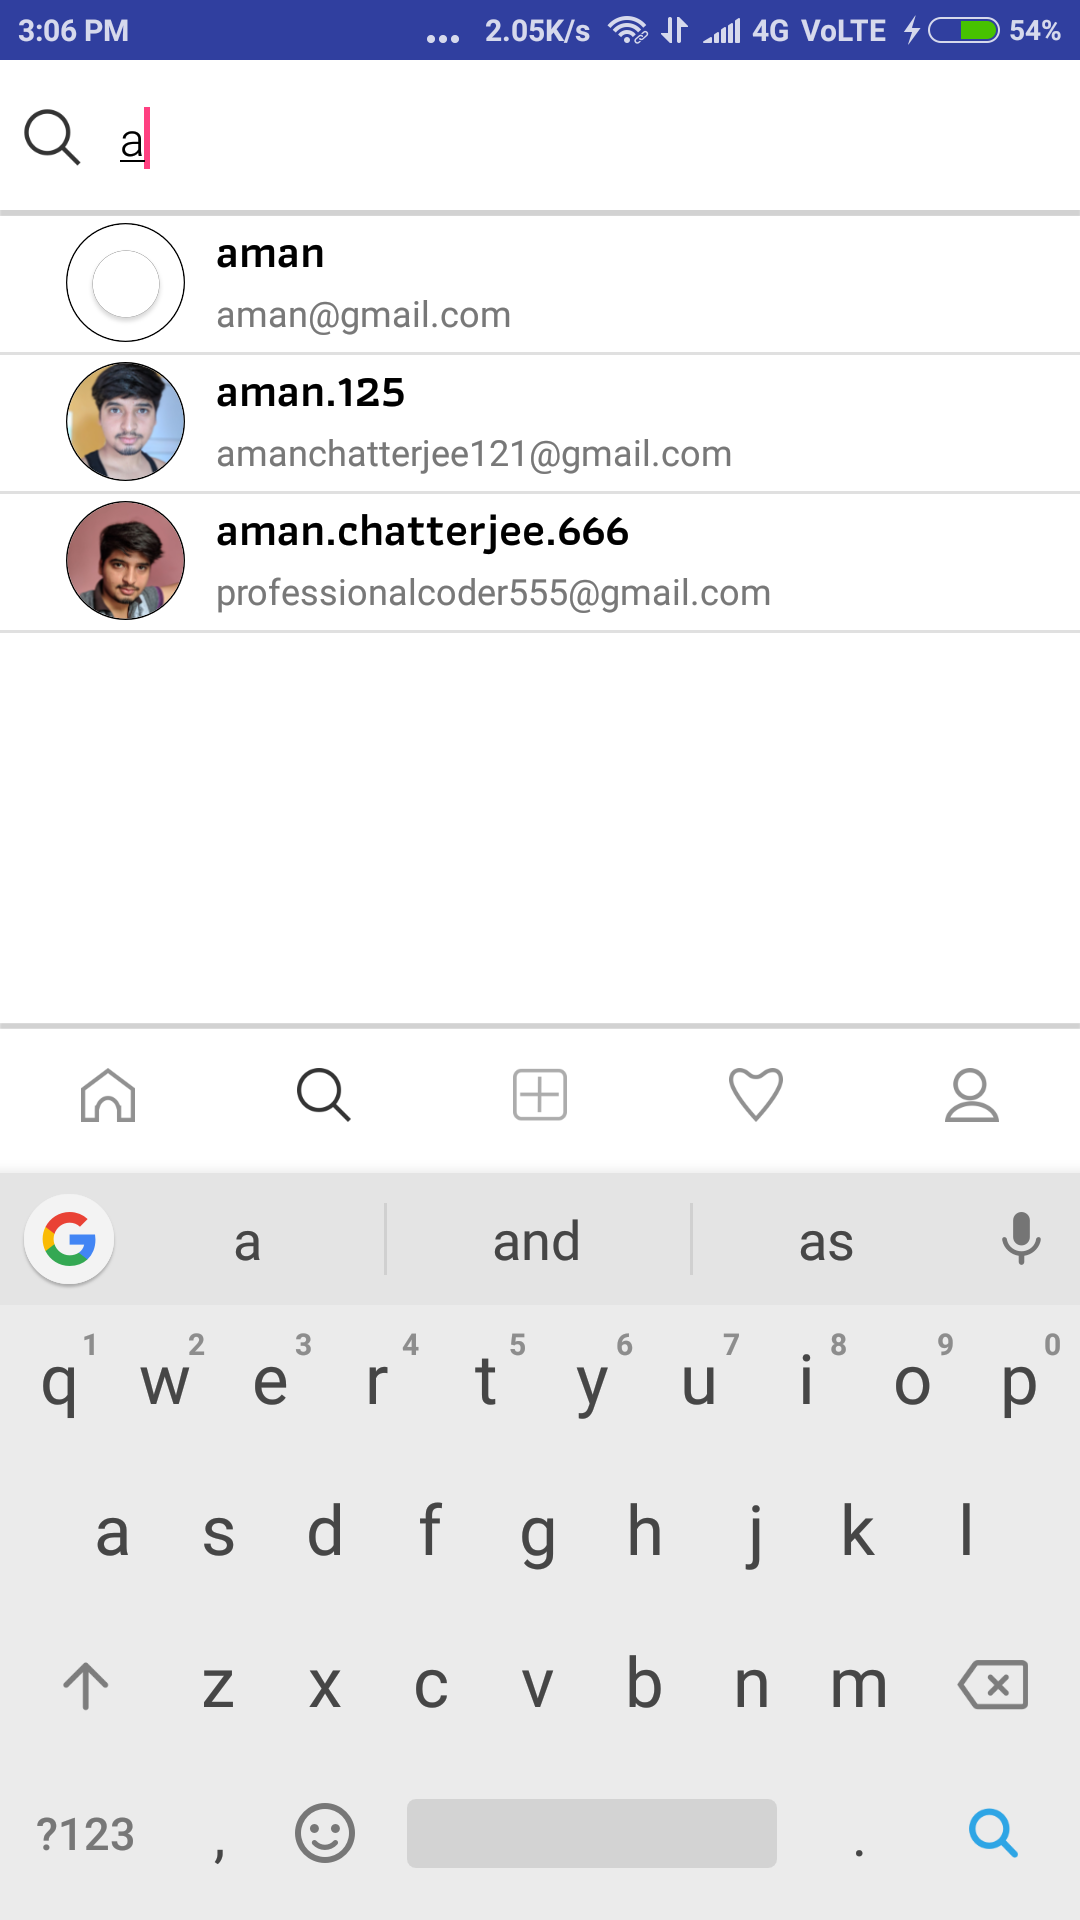 3:06 PM ... 2.05K/s 4G VoLTE 54%
a
aman
aman@gmail.com
aman.125
amanchatterjee121@gmail.com
aman.chatterjee.666
professionalcoder555@gmail.com
G a and as
1 2 3 4 5 6 7 8 9 0
q w e r t y u i o p
a s d f g h j k l
z x c v b n m
?123 , .